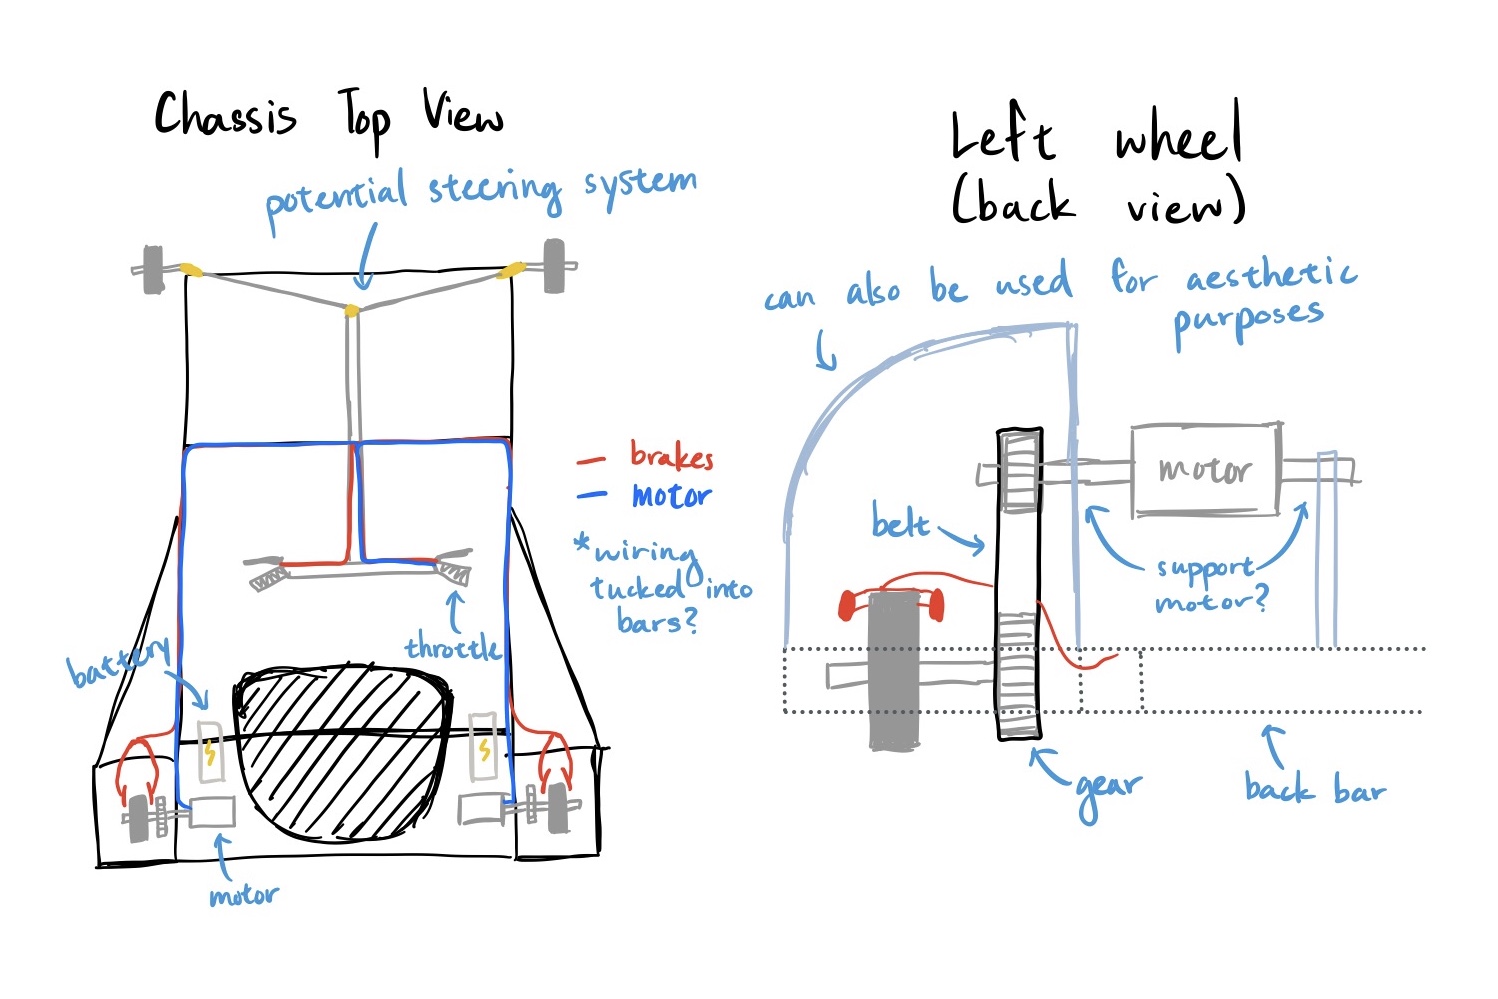 Chassis Top View
potential steering system
brakes
motor
*wiring
tucked into
bars?
throttle
battery
motor
Left wheel
(back view)
can also be used for aesthetic
purposes
motor
belt
support
motor?
gear
back bar